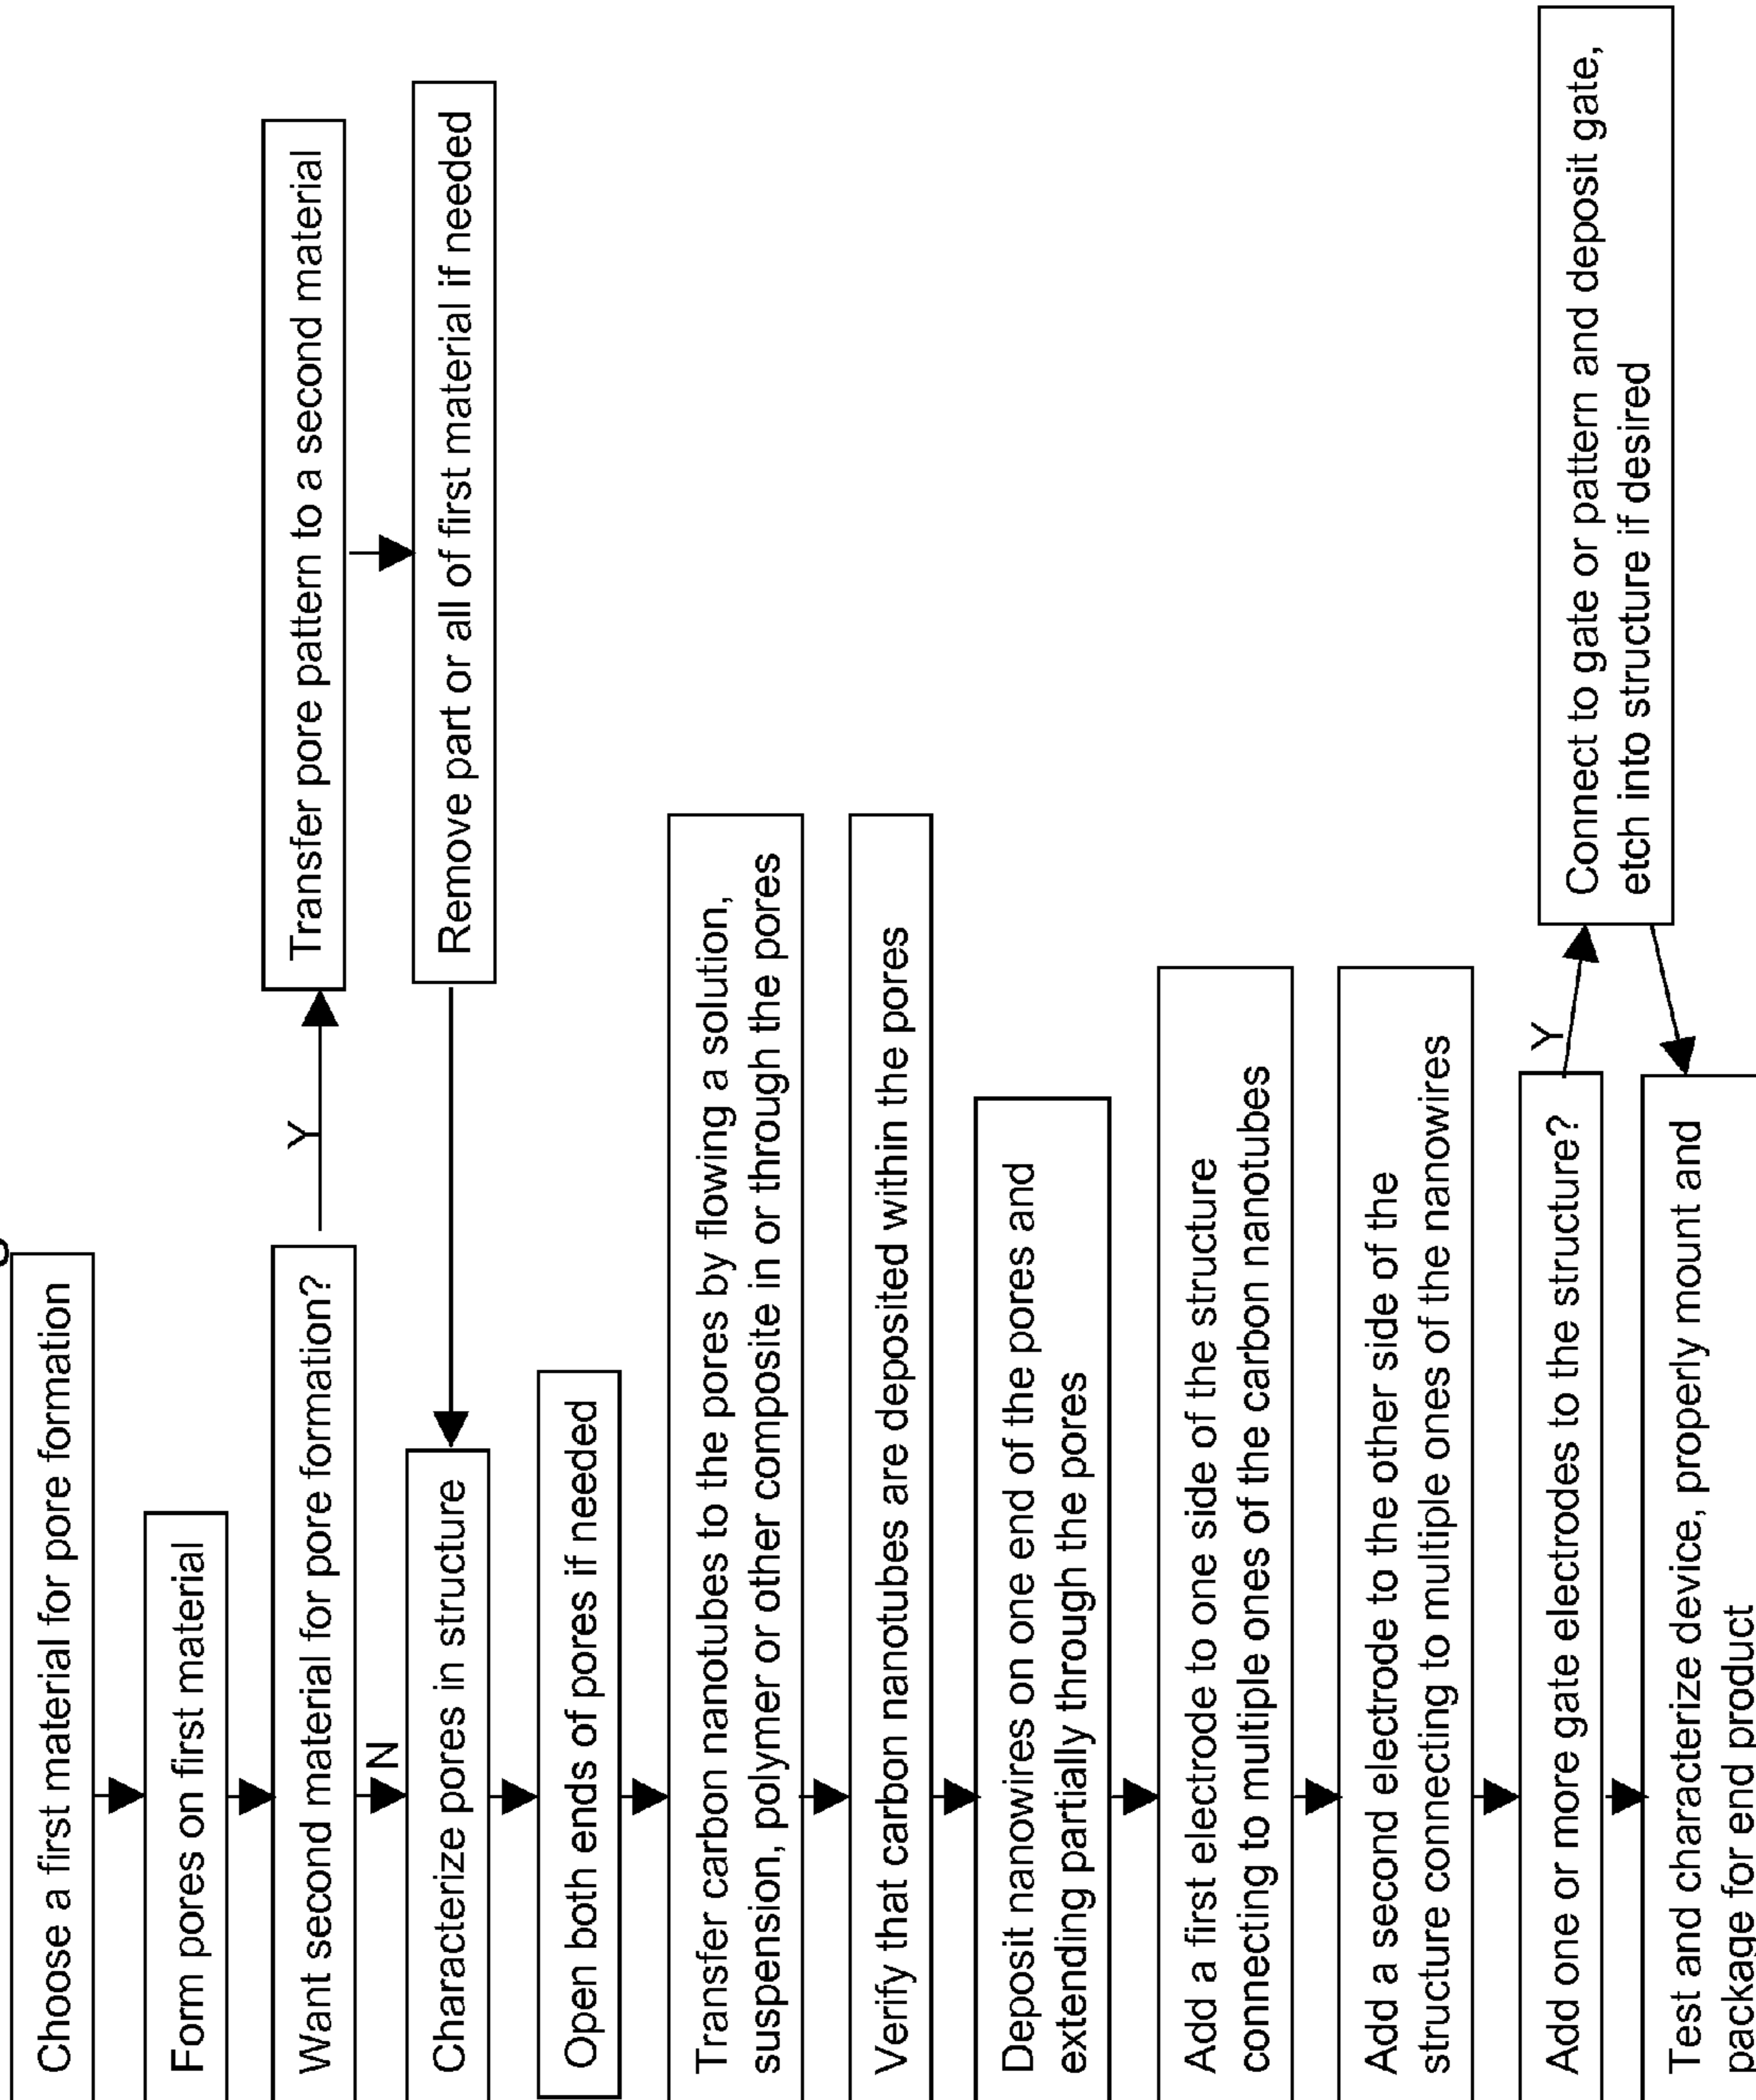 Choose a first material for pore formation
Form pores on first material
Want second material for pore formation?
Y
Transfer pore pattern to a second material
Remove part or all of first material if needed
N
Characterize pores in structure
Open both ends of pores if needed
Transfer carbon nanotubes to the pores by flowing a solution,
suspension, polymer or other composite in or through the pores
Verify that carbon nanotubes are deposited within the pores
Deposit nanowires on one end of the pores and
extending partially through the pores
Add a first electrode to one side of the structure
connecting to multiple ones of the carbon nanotubes
Add a second electrode to the other side of the
structure connecting to multiple ones of the nanowires
Add one or more gate electrodes to the structure?
Y
Connect to gate or pattern and deposit gate,
etch into structure if desired
Test and characterize device, properly mount and
package for end product